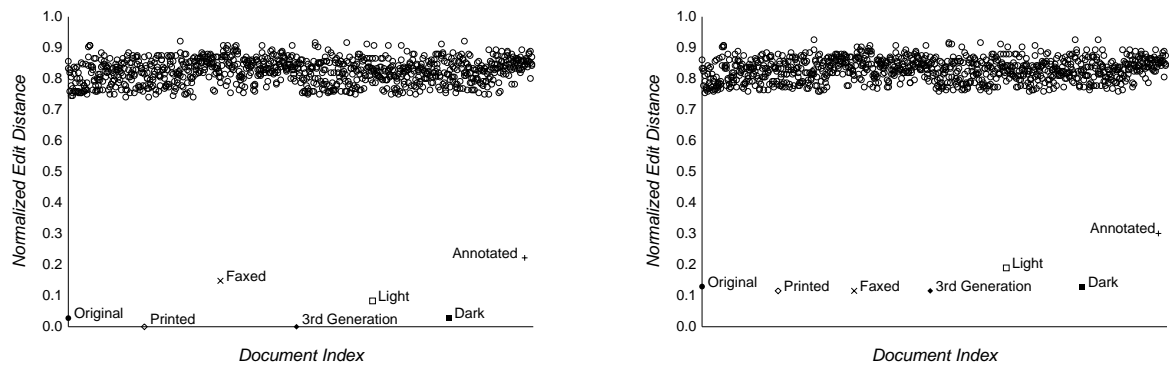 1.0
0.9
0.8
0.7
0.6
0.5
0.4
0.3
0.2
0.1
0.0
Normalized Edit Distance
Annotated
Faxed
Light
Original
Printed
3rd Generation
Dark
Document Index
1.0
0.9
0.8
0.7
0.6
0.5
0.4
0.3
0.2
0.1
0.0
Normalized Edit Distance
Annotated
Light
Original
Printed
Faxed
3rd Generation
Dark
Document Index